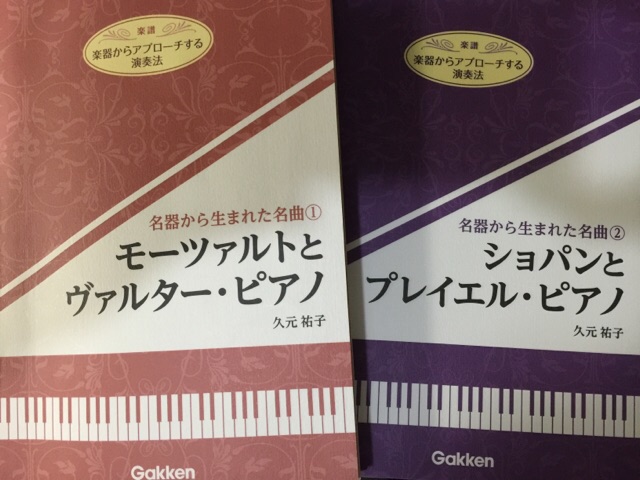 楽譜
楽器からアプローチする
演奏法
名器から生まれた名曲①
モーツァルトと
ヴァルター・ピアノ
久元 祐子
Gakken
楽譜
楽器からアプローチする
演奏法
名器から生まれた名曲②
ショパンと
プレイエル・ピアノ
久元 祐子
Gakken